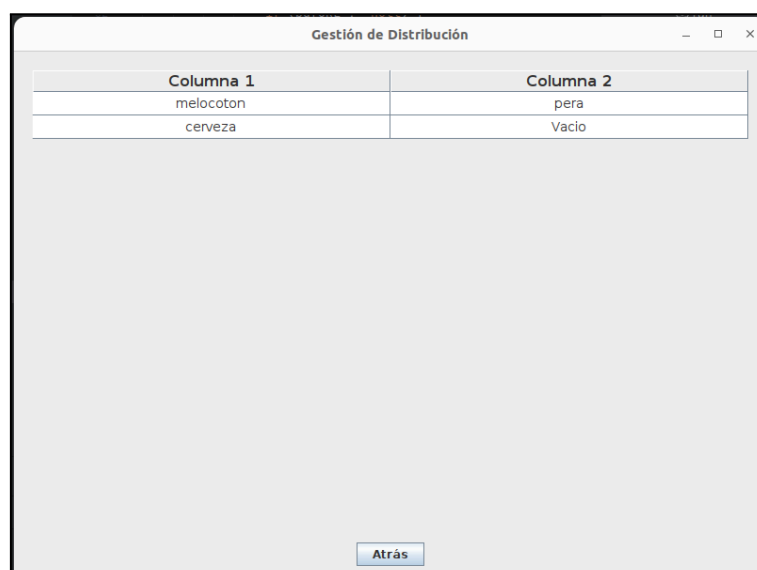 Gestión de Distribución
Columna 1 Columna 2
melocoton pera
cerveza Vacio
Atrás